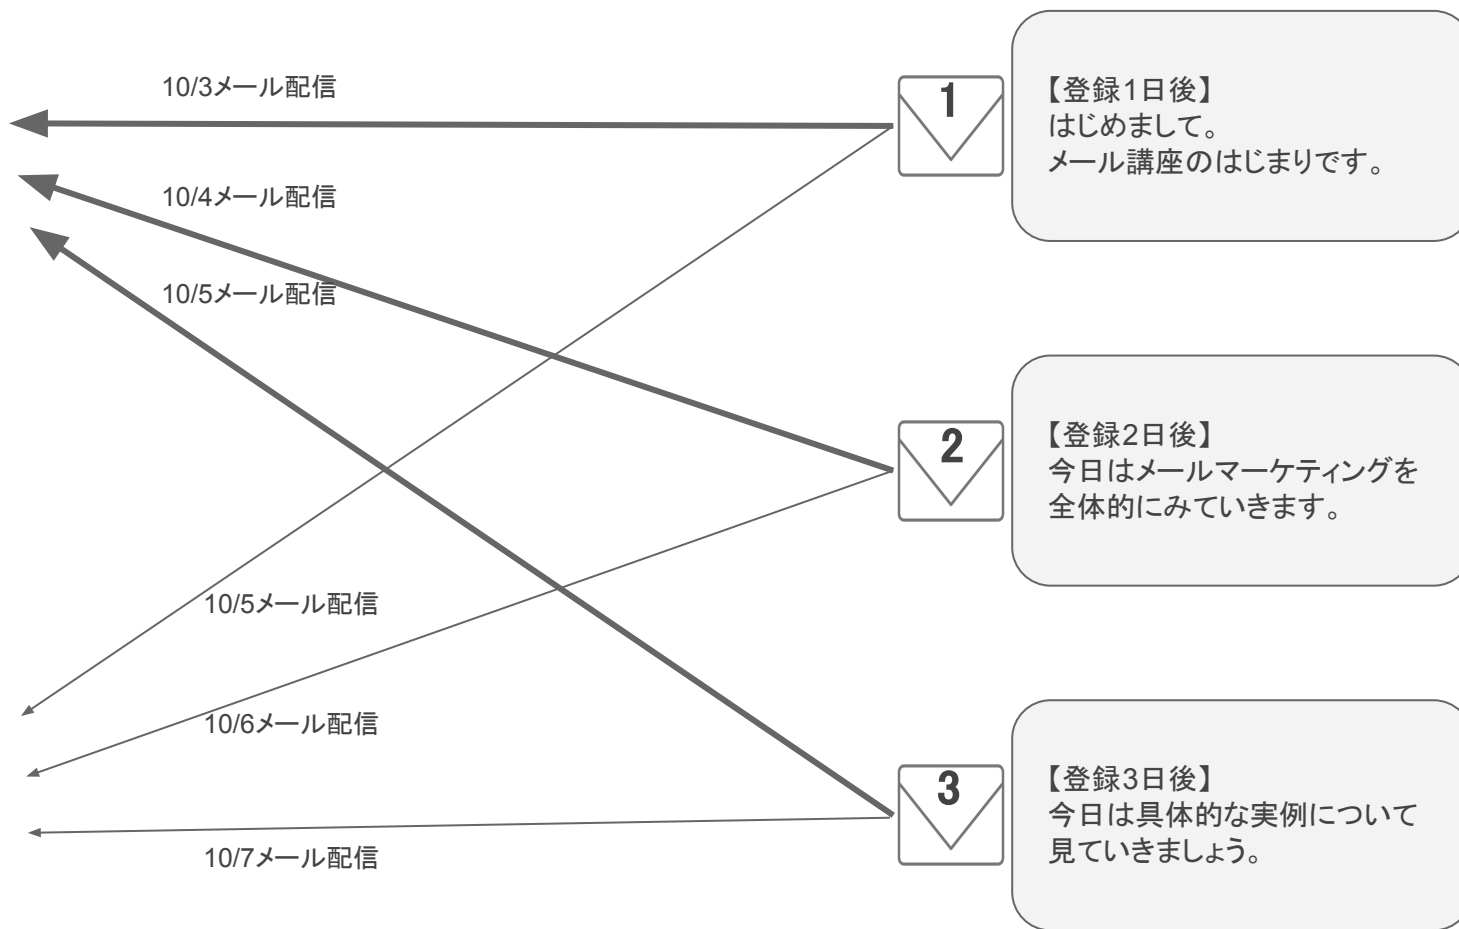 10/3メール配信
10/4メール配信
10/5メール配信
10/5メール配信
10/6メール配信
10/7メール配信
1
【登録1日後】
はじめまして。
メール講座のはじまりです。
2
【登録2日後】
今日はメールマーケティングを
全体的にみていきます。
3
【登録3日後】
今日は具体的な実例について
見ていきましょう。